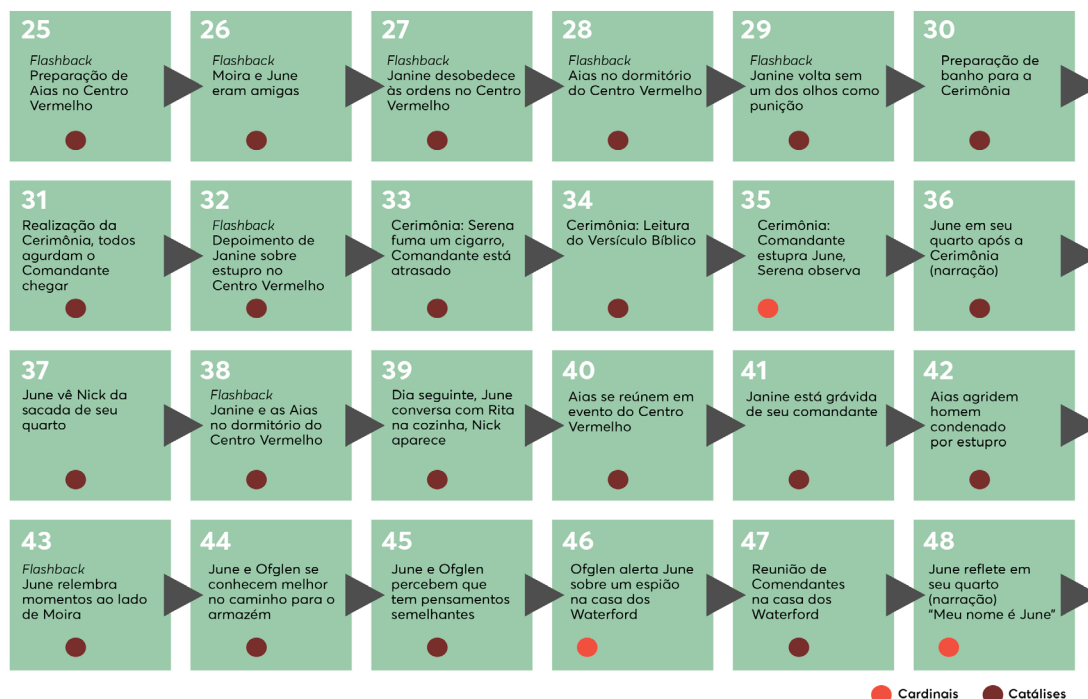 25
Flashback
Preparação de
Aias no Centro
Vermelho
26
Flashback
Moira e June
eram amigas
27
Flashback
Janine desobedece
às ordens no Centro
Vermelho
28
Flashback
Aias no dormitório
do Centro Vermelho
29
Flashback
Janine volta sem
um dos olhos como
punição
30
Preparação de
banho para a
Cerimônia
31
Realização da
Cerimônia, todos
agurdam o
Comandante
chegar
32
Flashback
Depoimento de
Janine sobre
estupro no
Centro Vermelho
33
Cerimônia: Serena
fuma um cigarro,
Comandante está
atrasado
34
Cerimônia: Leitura
do Versículo Bíblico
35
Cerimônia:
Comandante
estupra June,
Serena observa
36
June em seu
quarto após a
Cerimônia
(narração)
37
June vê Nick da
sacada de seu
quarto
38
Flashback
Janine e as Aias
no dormitório do
Centro Vermelho
39
Dia seguinte, June
conversa com Rita
na cozinha, Nick
aparece
40
Aias se reúnem em
evento do Centro
Vermelho
41
Janine está grávida
de seu comandante
42
Aias agridem
homem
condenado
por estupro
43
Flashback
June relembra
momentos ao lado
de Moira
44
June e Ofglen se
conhecem melhor
no caminho para o
armazém
45
June e Ofglen
percebem que
tem pensamentos
semelhantes
46
Ofglen alerta June
sobre um espião
na casa dos
Waterford
47
Reunião de
Comendantes
na casa dos
Waterford
48
June reflete em
seu quarto
(narração)
"Meu nome é June"
Cardinais
Catálises